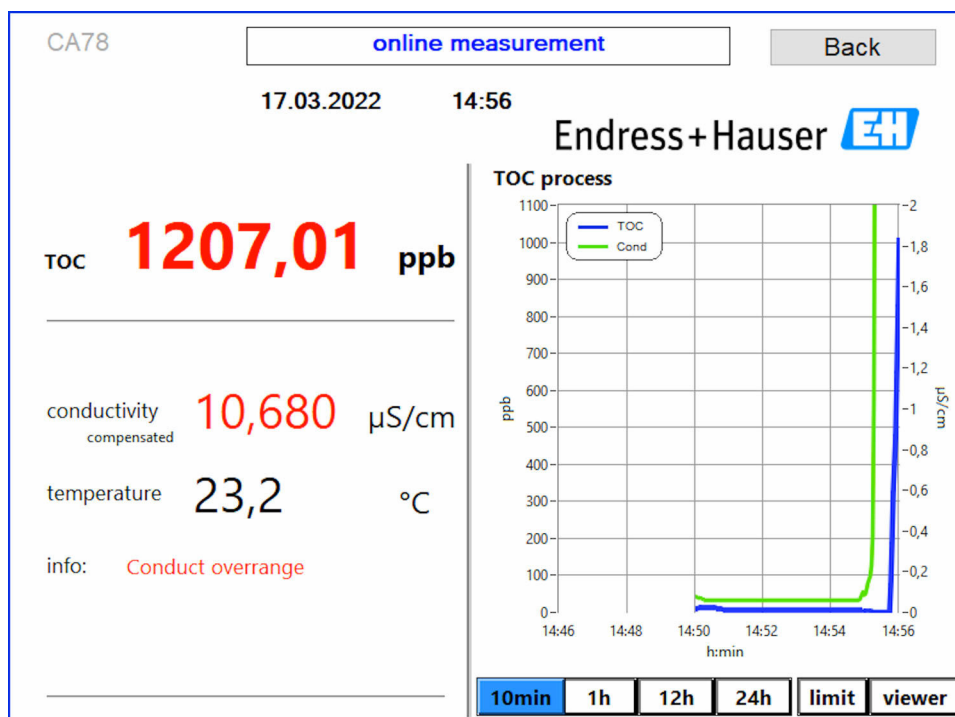 CA78
online measurement
Back
17.03.2022 14:56
Endress+Hauser EH
TOC 1207,01 ppb
conductivity 10,680 µS/cm
compensated
temperature 23,2 °C
info: Conduct overrange
TOC process
TOC
Cond
1100
1000
900
800
700
600
500
400
300
200
100
0
ppb
2
1,8
1,6
1,4
1,2
1
0,8
0,6
0,4
0,2
0
µS/cm
14:46 14:48 14:50 14:52 14:54 14:56
h:min
10min 1h 12h 24h limit viewer